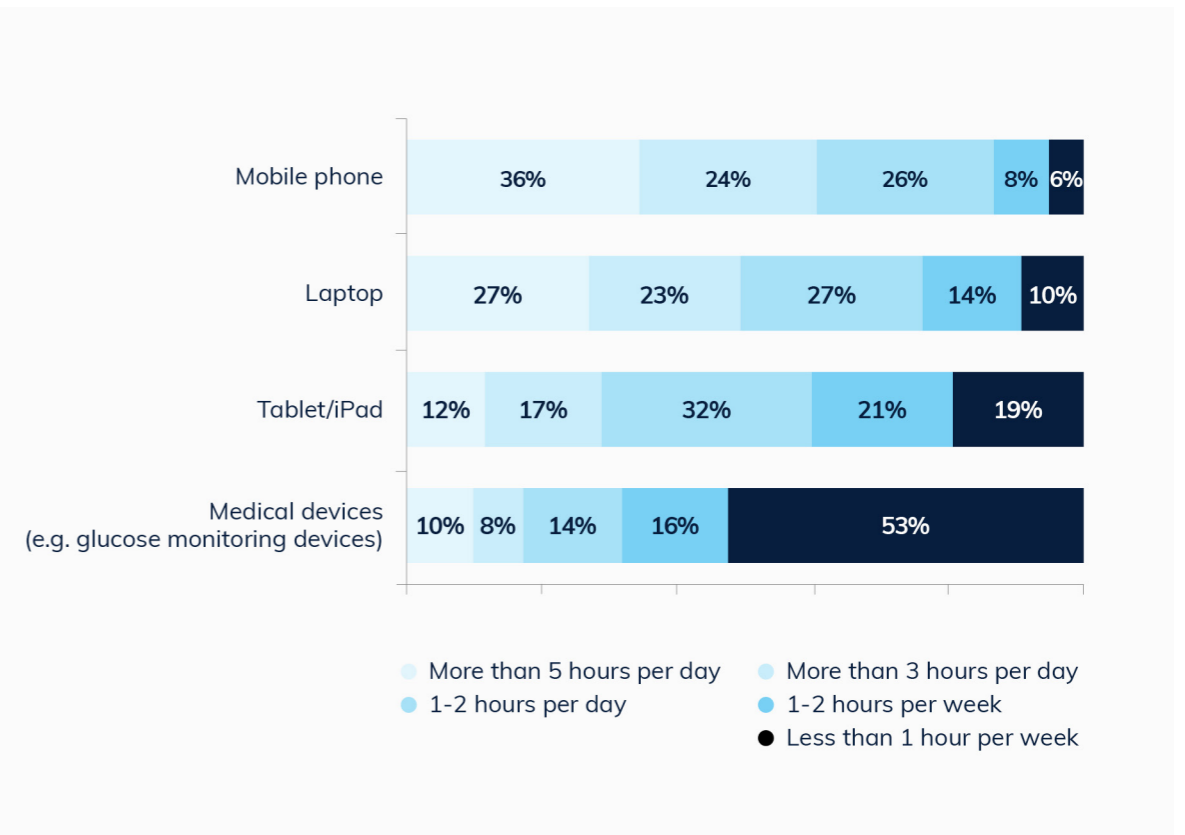 Mobile phone
36% 24% 26% 8% 6%
Laptop
27% 23% 27% 14% 10%
Tablet/iPad
12% 17% 32% 21% 19%
Medical devices
(e.g. glucose monitoring devices)
10% 8% 14% 16% 53%
More than 5 hours per day
More than 3 hours per day
1-2 hours per day
1-2 hours per week
Less than 1 hour per week